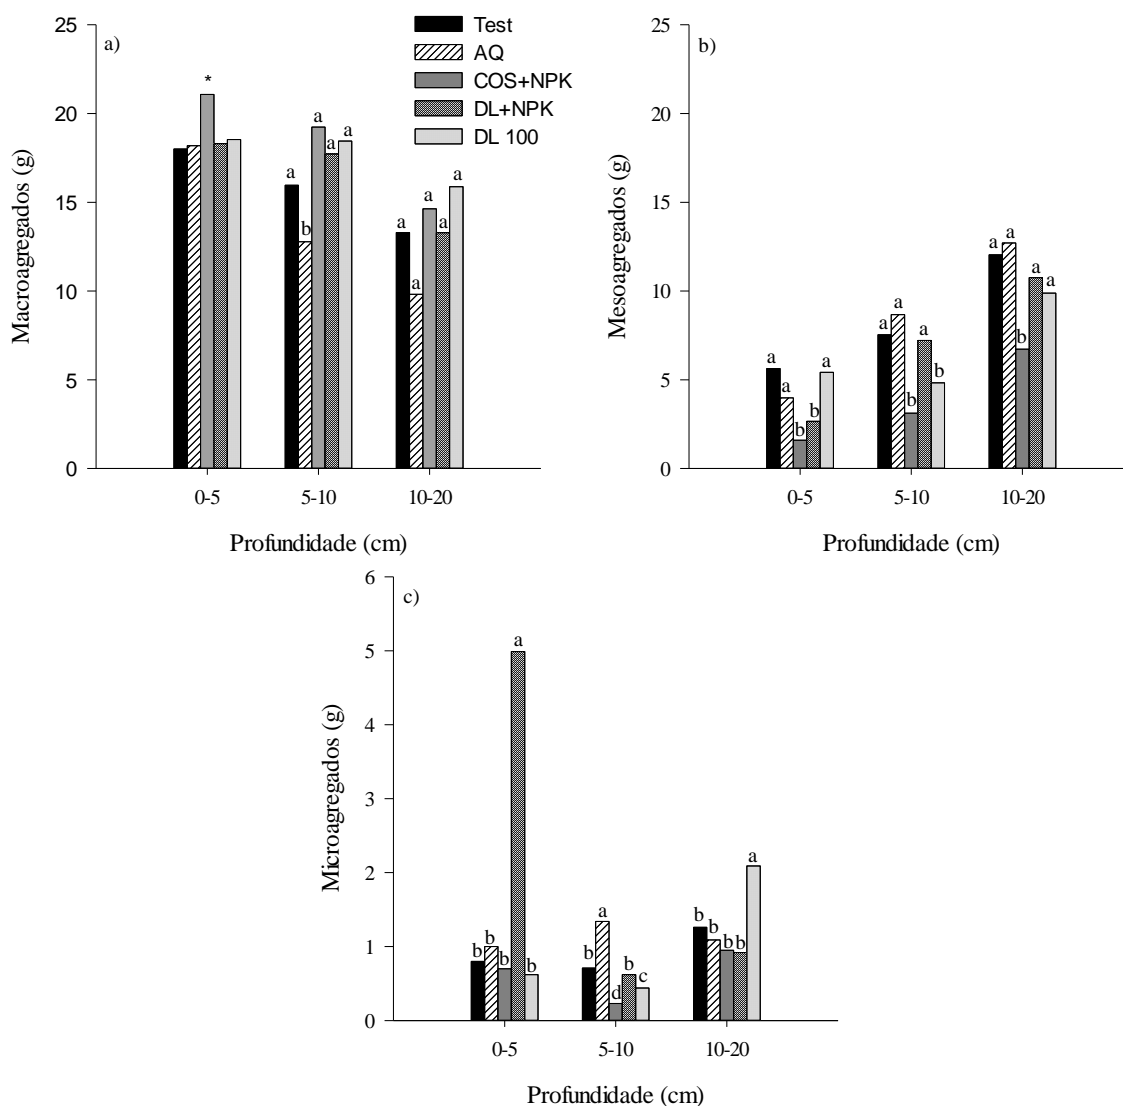 a)
Test
AQ
COS+NPK
DL+NPK
DL 100
25
20
15
10
5
0
Macroagregados (g)
*
a b a a a
a a a a a
0-5 5-10 10-20
Profundidade (cm)
b)
25
20
15
10
5
0
Mesoagregados (g)
a a b b a
a a b a b
a a b a a
0-5 5-10 10-20
Profundidade (cm)
c)
6
5
4
3
2
1
0
Microagregados (g)
b b b a b
b a d b c
b b b b a
0-5 5-10 10-20
Profundidade (cm)